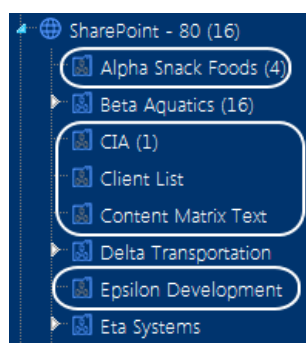 SharePoint - 80 (16)
Alpha Snack Foods (4)
Beta Aquatics (16)
CIA (1)
Client List
Content Matrix Text
Delta Transportation
Epsilon Development
Eta Systems